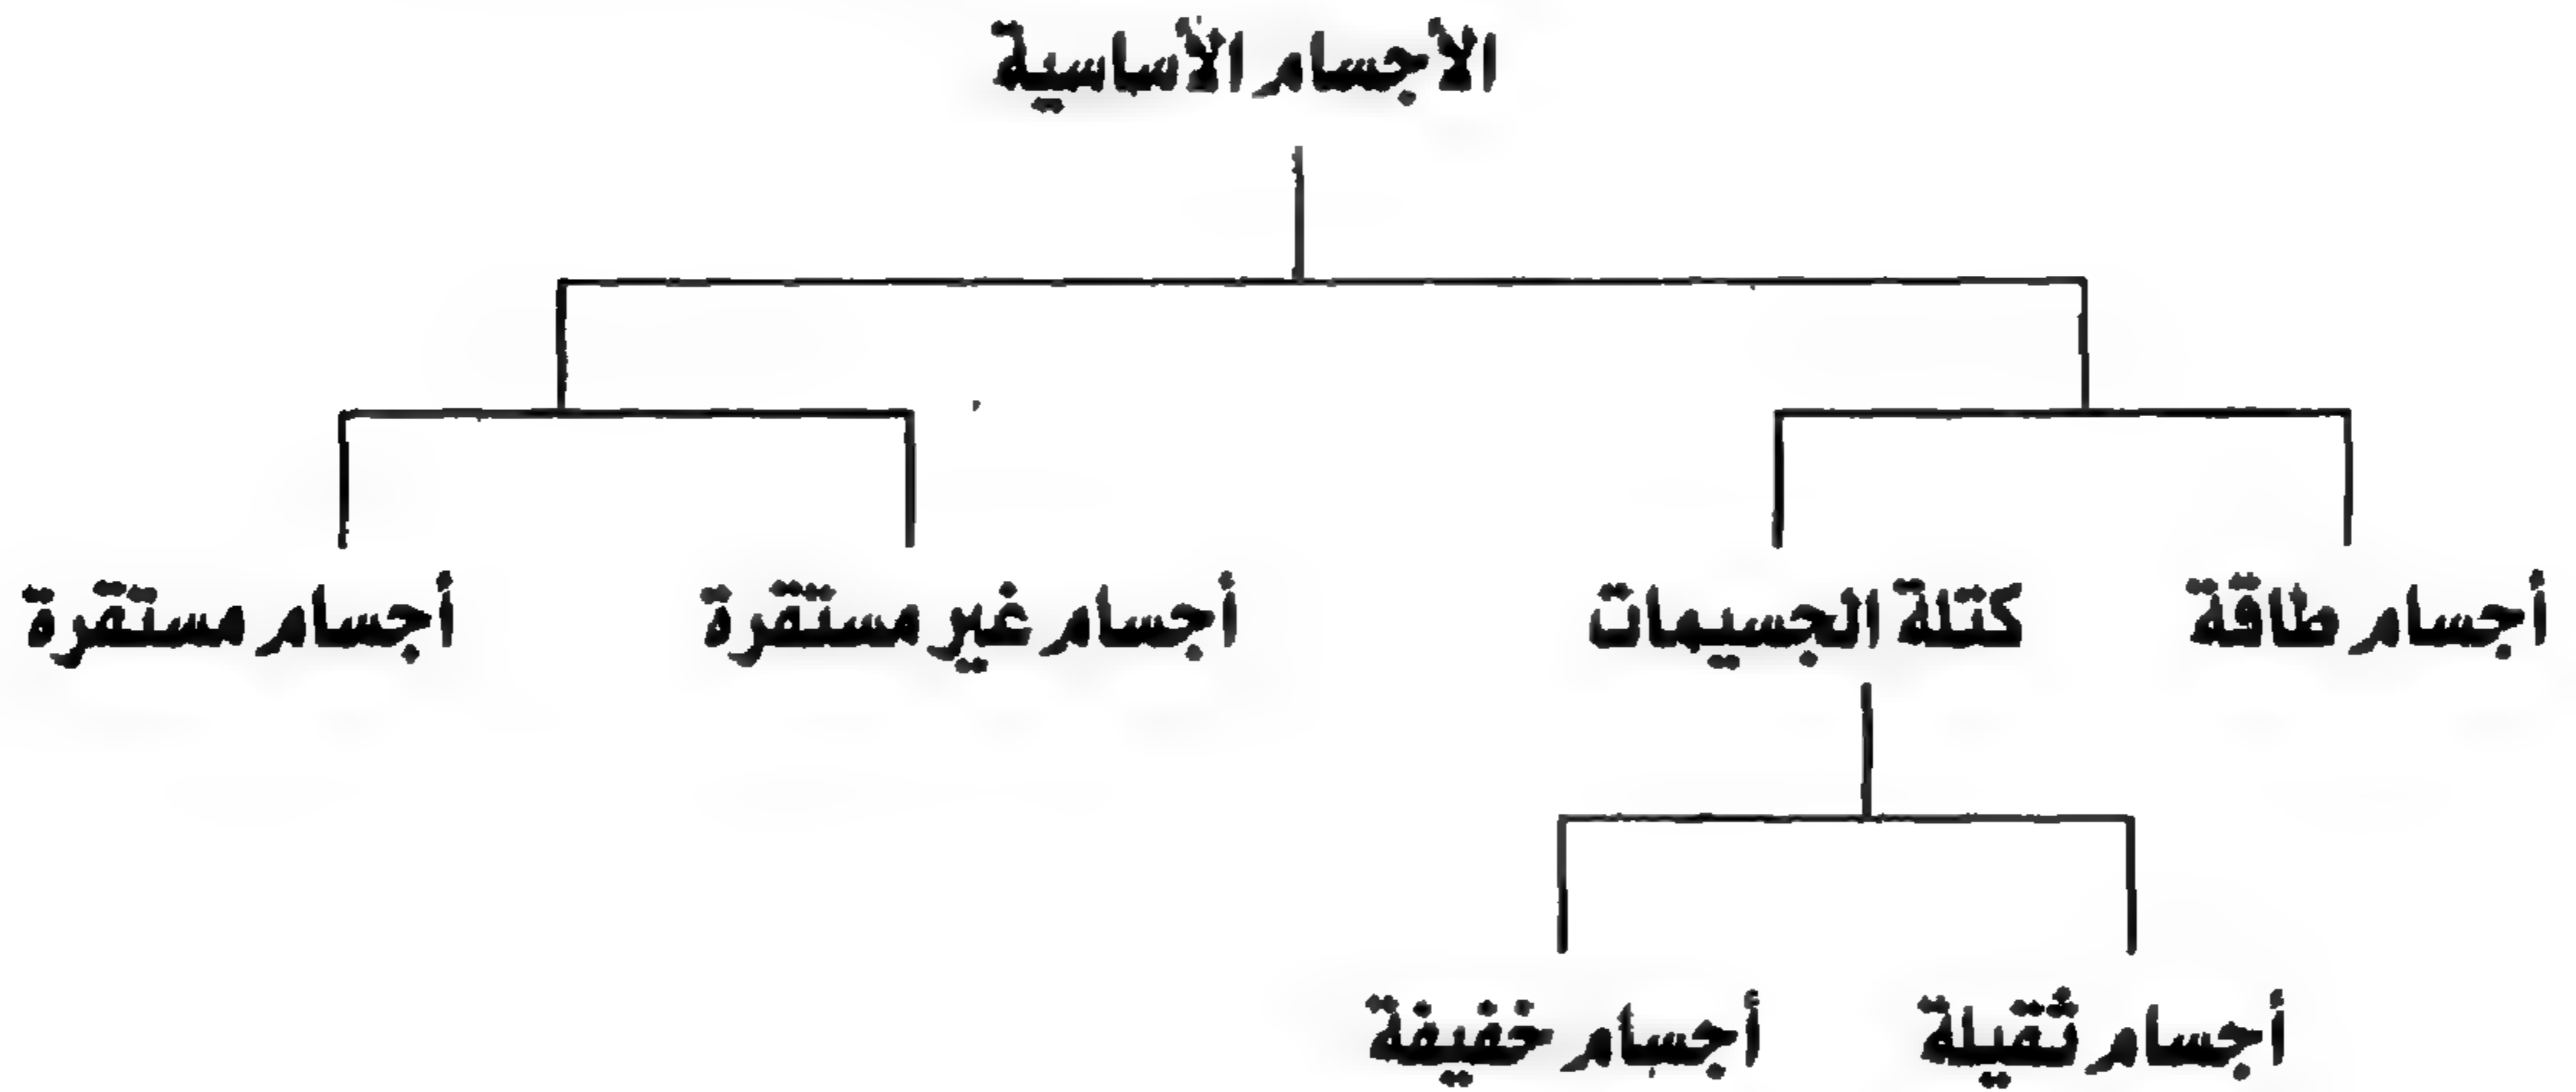 الأجسام الأساسية
أجسام طاقة
كتلة الجسيمات
أجسام غير مستقرة
أجسام مستقرة
أجسام ثقيلة
أجسام خفيفة